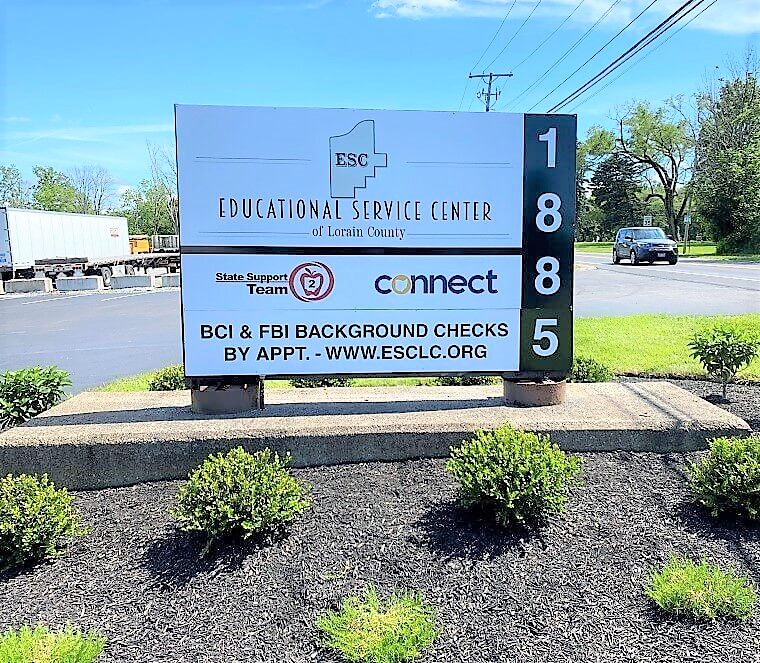 ESC
EDUCATIONAL SERVICE CENTER
of Lorain County
State Support
Team
2
connect
BCI & FBI BACKGROUND CHECKS
BY APPT. - WWW.ESCLC.ORG
1
8
8
5